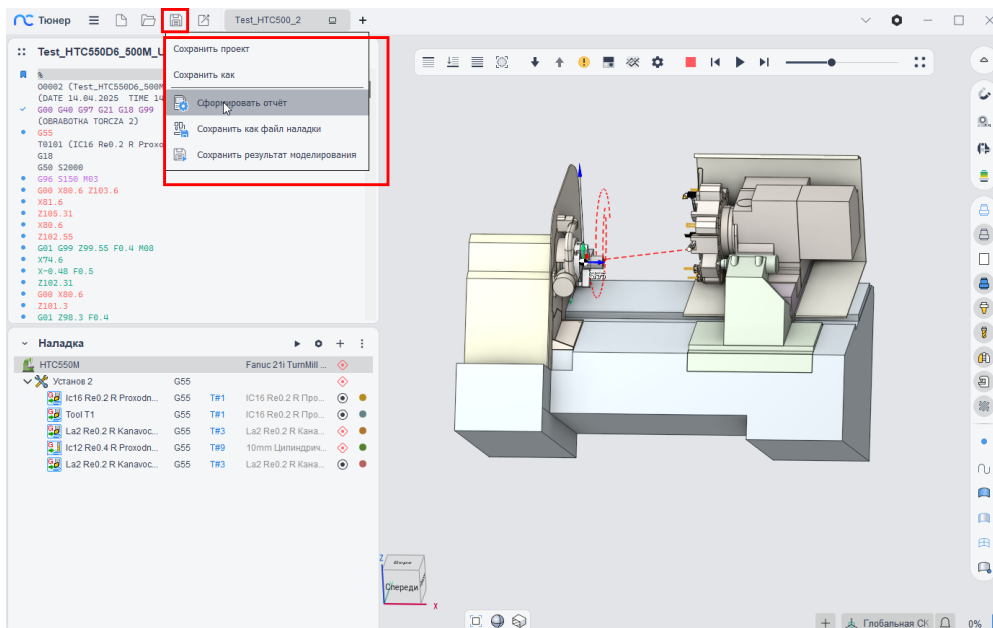 Тюнер
Test_HTC500_2
Сохранить проект
Сохранить как
Сформировать отчёт
Сохранить как файл наладки
Сохранить результат моделирования
Test_HTC550D6_500M_U
%
O0002 (Test_HTC550D6_500M
(DATE 14.04.2025 TIME 14
G00 G40 G97 G21 G18 G99
(OBRABOTKA TORCZA 2)
G55
T0101 (IC16 Re0.2 R Proxo
G18
G50 S2000
G96 S150 M03
G00 X80.6 Z103.6
X81.6
Z105.31
X80.6
Z102.55
G01 G99 Z99.55 F0.4 M08
X74.6
X-0.48 F0.5
Z102.31
G00 X80.6
Z101.3
G01 Z98.3 F0.4
Наладка
HTC550M Fanuc 21i TurnMill ...
Установ 2 G55
Ic16 Re0.2 R Proxodn... G55 T#1 IC16 Re0.2 R Про...
Tool T1 G55 T#1 IC16 Re0.2 R Про...
La2 Re0.2 R Kanavoc... G55 T#3 La2 Re0.2 R Кана...
Ic12 Re0.4 R Proxodn... G55 T#9 10mm Цилиндрич...
La2 Re0.2 R Kanavoc... G55 T#3 La2 Re0.2 R Кана...
G55
Z
Верх
Спереди
X
Глобальная СК 0%